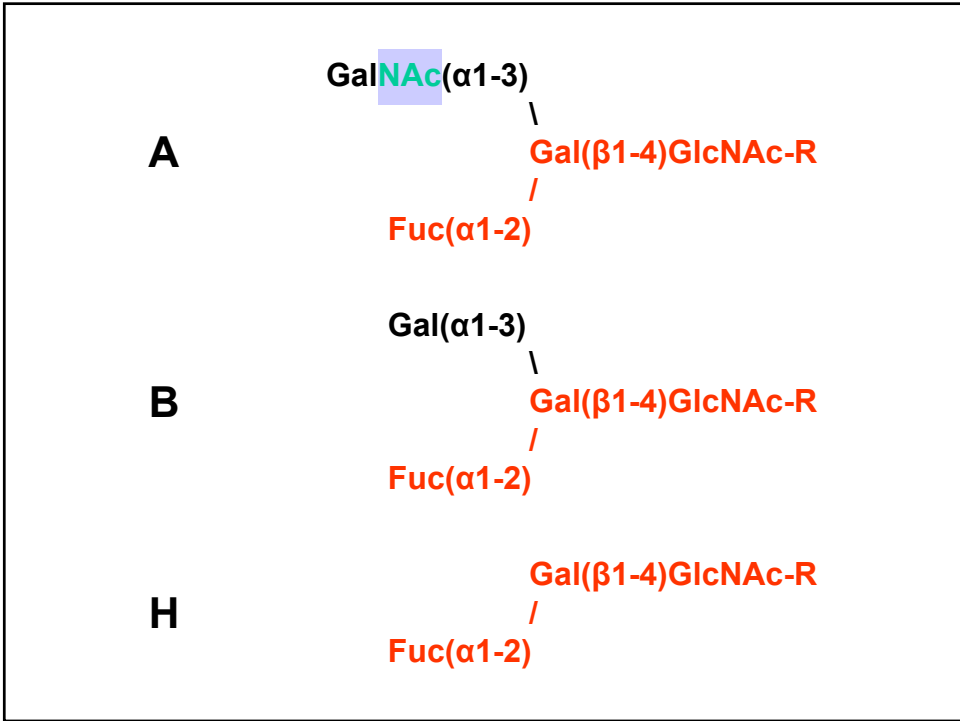 GalNAc(α1-3)
\
A
Gal(β1-4)GlcNAc-R
/
Fuc(α1-2)
Gal(α1-3)
\
B
Gal(β1-4)GlcNAc-R
/
Fuc(α1-2)
Gal(β1-4)GlcNAc-R
H
/
Fuc(α1-2)